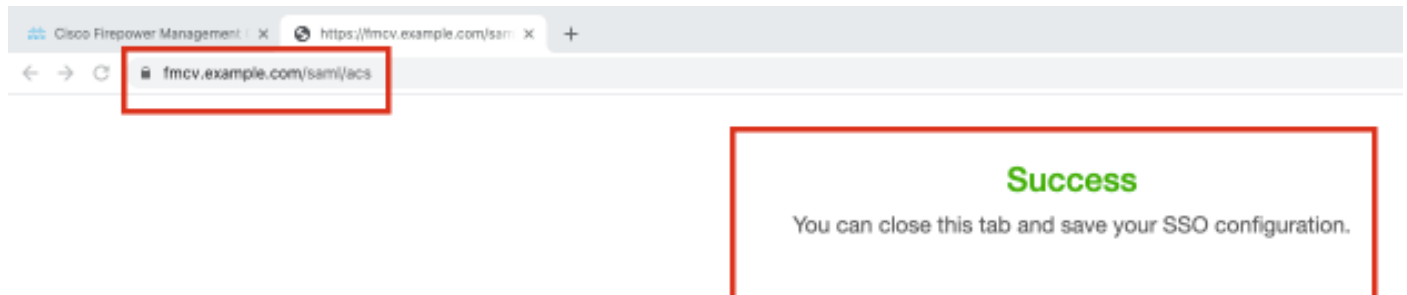 Cisco Firepower Management
https://fmcv.example.com/sam
fmcv.example.com/saml/acs
Success
You can close this tab and save your SSO configuration.